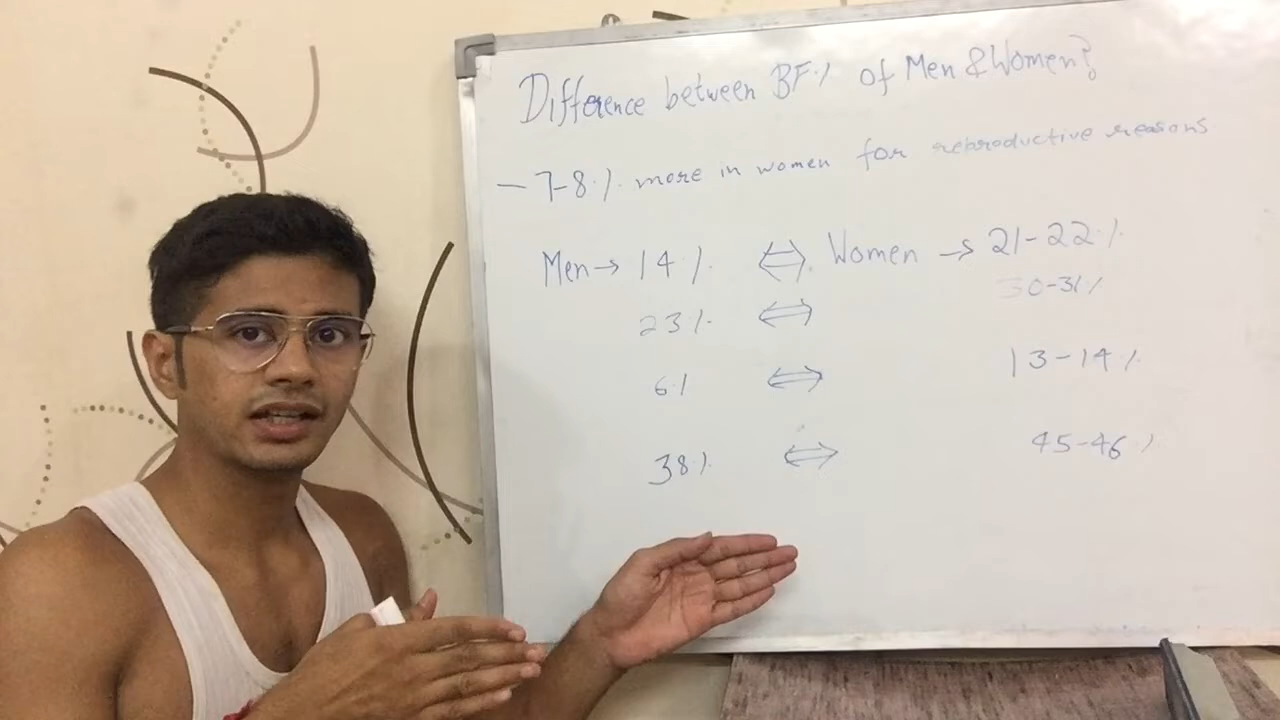 Difference between BF% of Men & Women?
- 7-8% more in women for reproductive reasons
Men → 14% ⇔ Women → 21-22%
23% ⇔ 30-31%
6% ⇔ 13-14%
38% ⇔ 45-46%